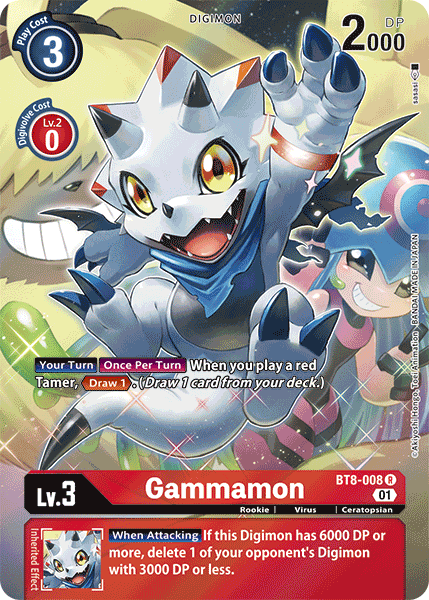 DIGIMON
Play Cost
3
DP
2000
Digivolve Cost
Lv.2
0
sasasi
©Akiyoshi Hongo, Toei Animation • BANDAI MADE IN JAPAN
Your Turn Once Per Turn When you play a red
Tamer, Draw 1. (Draw 1 card from your deck.)
BT8-008 R
Lv.3
Gammamon
01
Rookie Virus Ceratopsian
Inherited Effect
When Attacking If this Digimon has 6000 DP or
more, delete 1 of your opponent's Digimon
with 3000 DP or less.